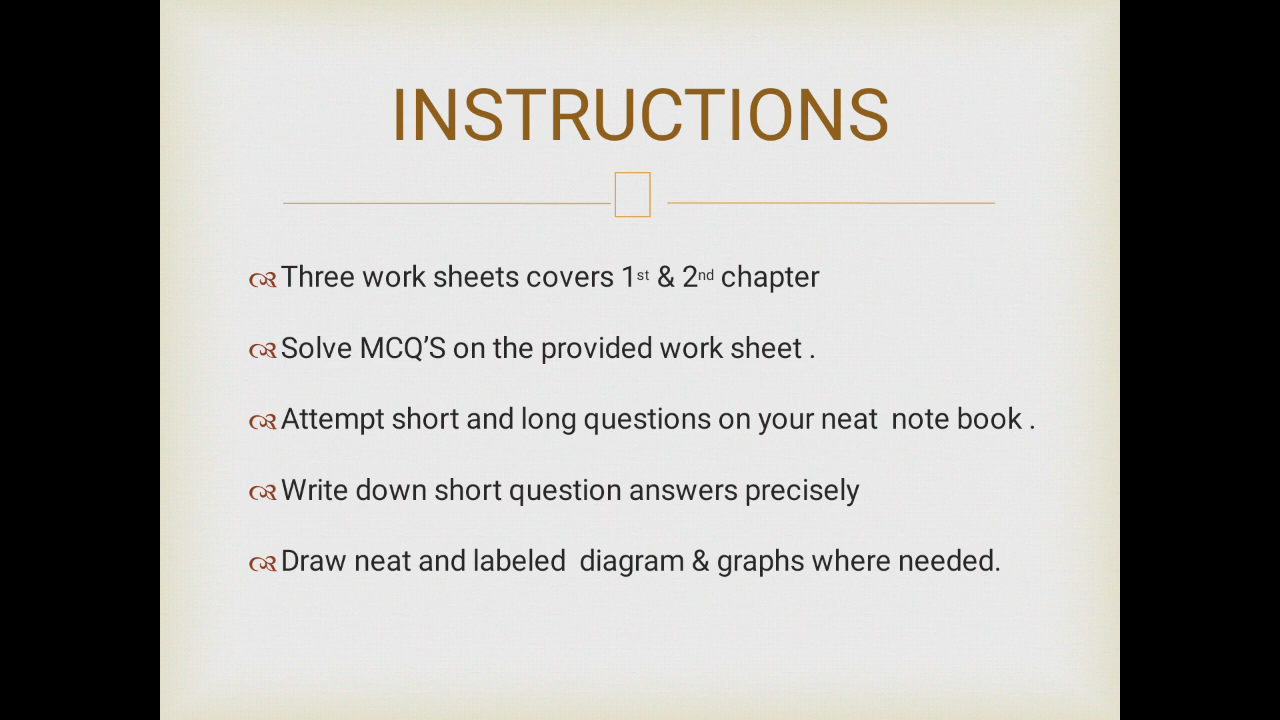 INSTRUCTIONS
Three work sheets covers 1st & 2nd chapter
Solve MCQ’S on the provided work sheet .
Attempt short and long questions on your neat  note book .
Write down short question answers precisely
Draw neat and labeled  diagram & graphs where needed.